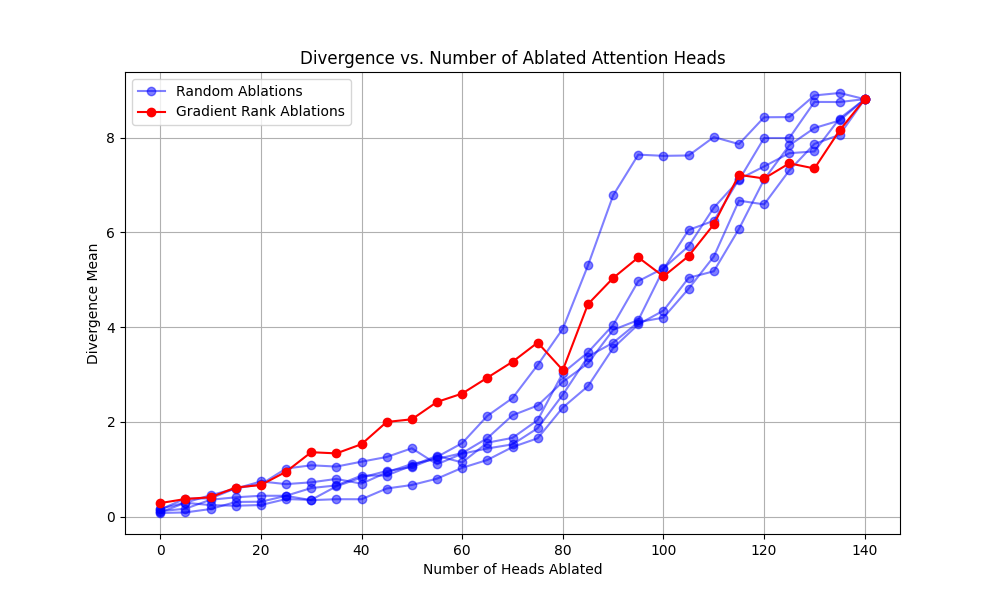 Divergence vs. Number of Ablated Attention Heads
Random Ablations
Gradient Rank Ablations
Divergence Mean
8
6
4
2
0
0 20 40 60 80 100 120 140
Number of Heads Ablated